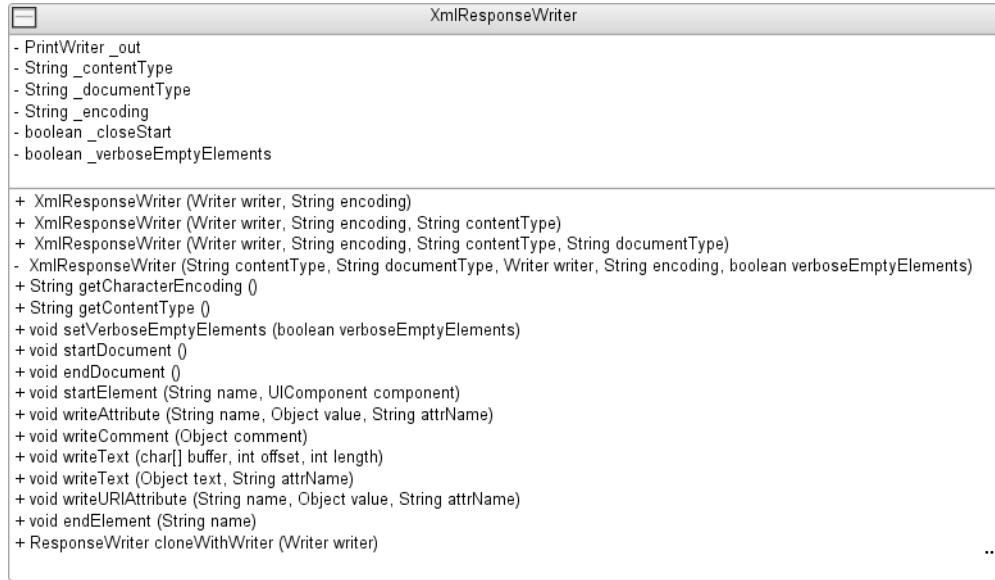 XmlResponseWriter
- PrintWriter _out
- String _contentType
- String _documentType
- String _encoding
- boolean _closeStart
- boolean _verboseEmptyElements
+ XmlResponseWriter (Writer writer, String encoding)
+ XmlResponseWriter (Writer writer, String encoding, String contentType)
+ XmlResponseWriter (Writer writer, String encoding, String contentType, String documentType)
- XmlResponseWriter (String contentType, String documentType, Writer writer, String encoding, boolean verboseEmptyElements)
+ String getCharacterEncoding ()
+ String getContentType ()
+ void setVerboseEmptyElements (boolean verboseEmptyElements)
+ void startDocument ()
+ void endDocument ()
+ void startElement (String name, UIComponent component)
+ void writeAttribute (String name, Object value, String attrName)
+ void writeComment (Object comment)
+ void writeText (char[] buffer, int offset, int length)
+ void writeText (Object text, String attrName)
+ void writeURIAttribute (String name, Object value, String attrName)
+ void endElement (String name)
+ ResponseWriter cloneWithWriter (Writer writer)
..